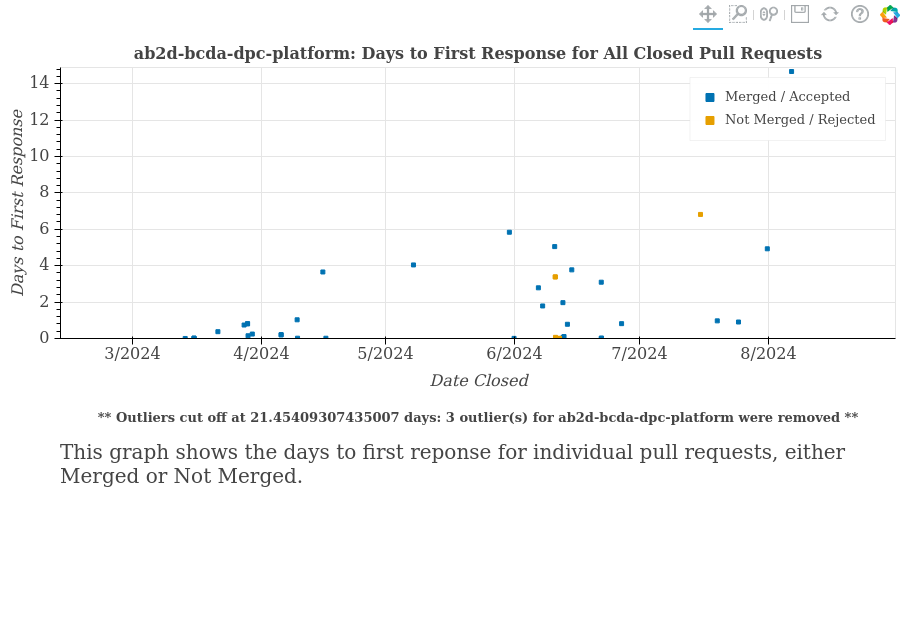 ab2d-bcda-dpc-platform: Days to First Response for All Closed Pull Requests
Merged / Accepted
Not Merged / Rejected
Days to First Response
14
12
10
8
6
4
2
0
3/2024 4/2024 5/2024 6/2024 7/2024 8/2024
Date Closed
** Outliers cut off at 21.45409307435007 days: 3 outlier(s) for ab2d-bcda-dpc-platform were removed **
This graph shows the days to first reponse for individual pull requests, either
Merged or Not Merged.